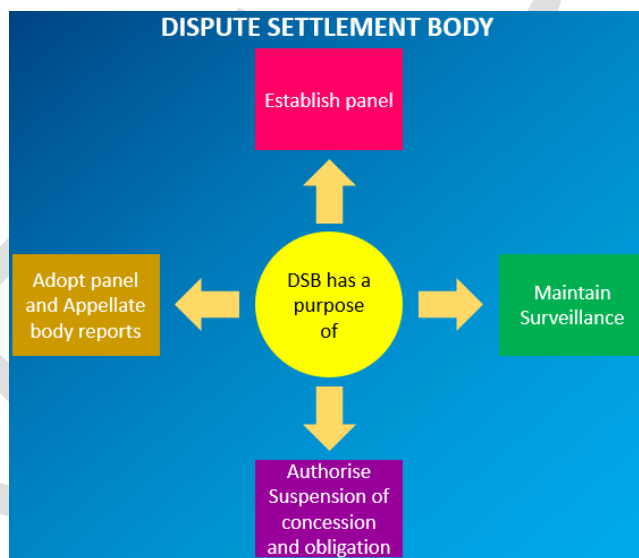 DISPUTE SETTLEMENT BODY
Establish panel
Adopt panel
and Appellate
body reports
DSB has a
purpose
of
Maintain
Surveillance
Authorise
Suspension of
concession
and obligation